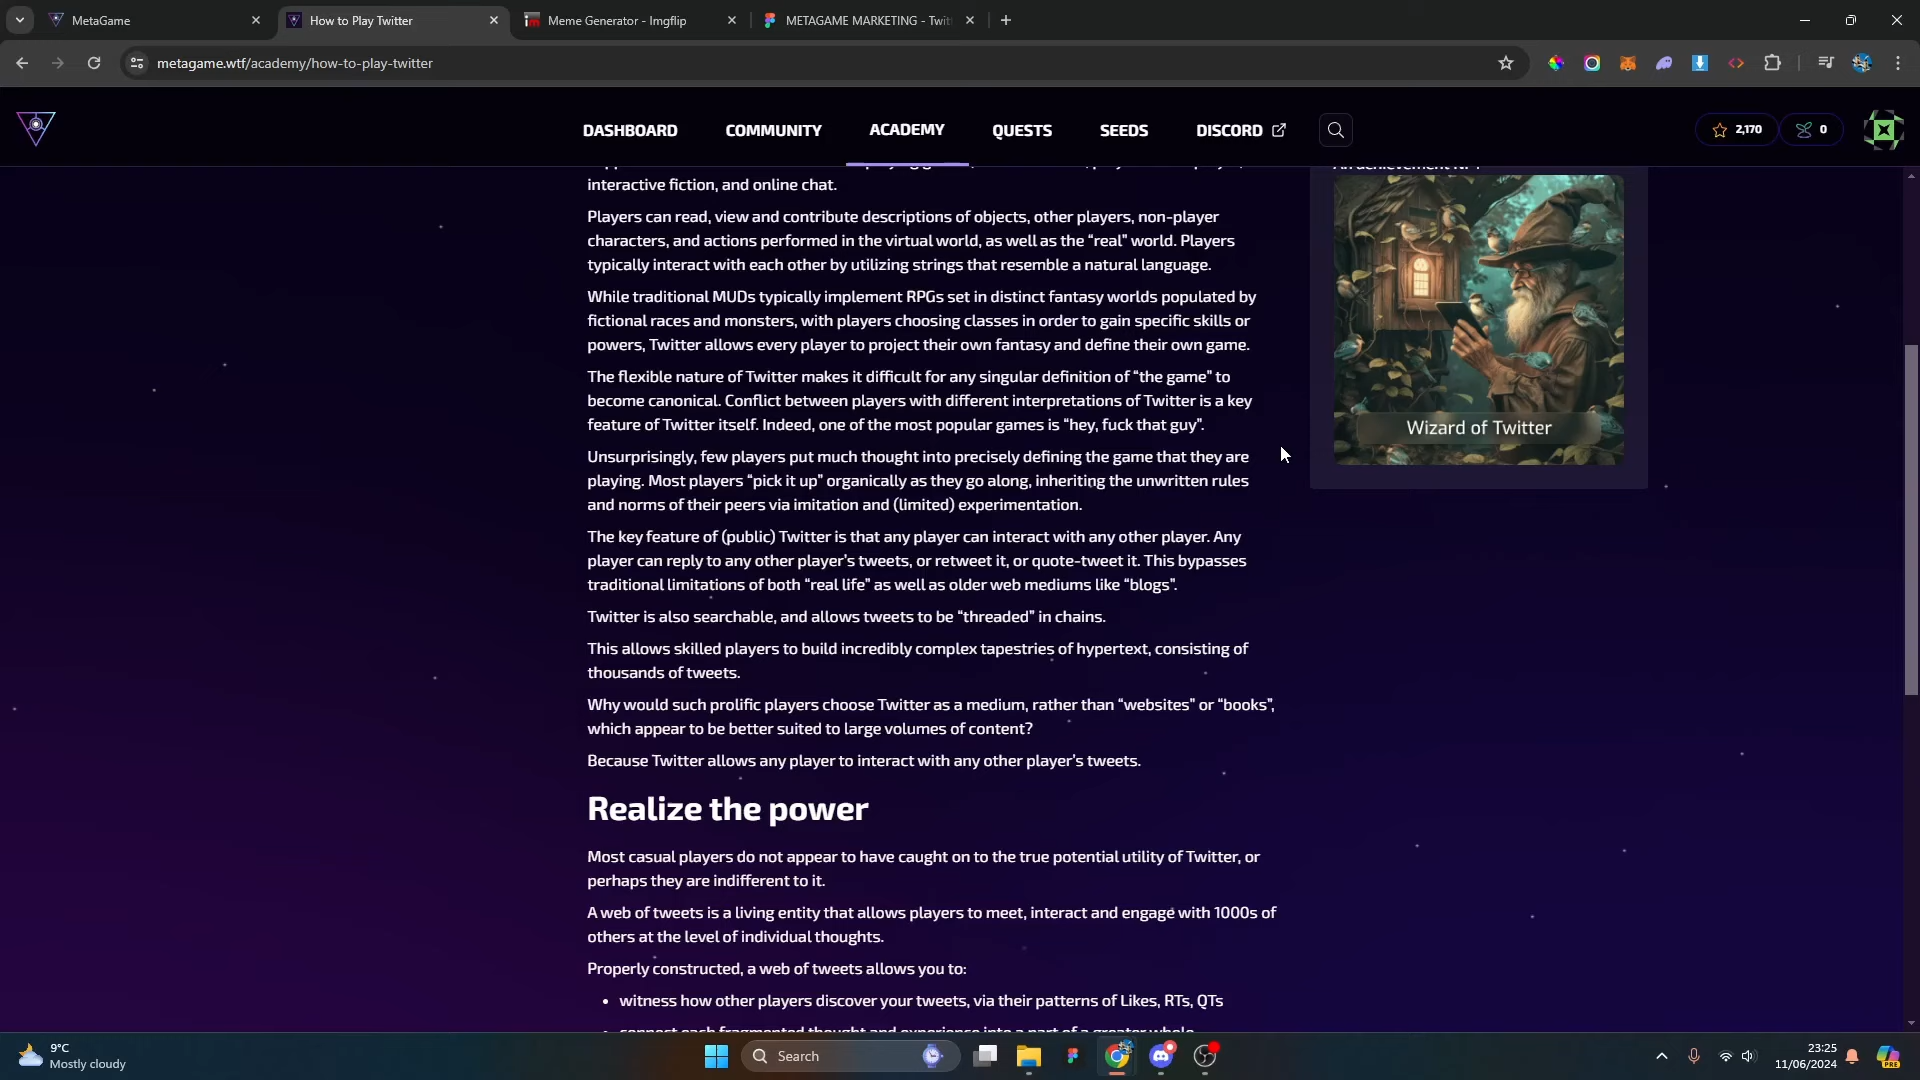 MetaGame
How to Play Twitter
Meme Generator - Imgflip
METAGAME MARKETING - Twit
metagame.wtf/academy/how-to-play-twitter
DASHBOARD
COMMUNITY
ACADEMY
QUESTS
SEEDS
DISCORD
2,170
0
interactive fiction, and online chat.
Players can read, view and contribute descriptions of objects, other players, non-player
characters, and actions performed in the virtual world, as well as the “real” world. Players
typically interact with each other by utilizing strings that resemble a natural language.
While traditional MUDs typically implement RPGs set in distinct fantasy worlds populated by
fictional races and monsters, with players choosing classes in order to gain specific skills or
powers, Twitter allows every player to project their own fantasy and define their own game.
The flexible nature of Twitter makes it difficult for any singular definition of “the game” to
become canonical. Conflict between players with different interpretations of Twitter is a key
feature of Twitter itself. Indeed, one of the most popular games is “hey, fuck that guy”.
Unsurprisingly, few players put much thought into precisely defining the game that they are
playing. Most players “pick it up” organically as they go along, inheriting the unwritten rules
and norms of their peers via imitation and (limited) experimentation.
The key feature of (public) Twitter is that any player can interact with any other player. Any
player can reply to any other player’s tweets, or retweet it, or quote-tweet it. This bypasses
traditional limitations of both “real life” as well as older web mediums like “blogs”.
Twitter is also searchable, and allows tweets to be “threaded” in chains.
This allows skilled players to build incredibly complex tapestries of hypertext, consisting of
thousands of tweets.
Why would such prolific players choose Twitter as a medium, rather than “websites” or “books”,
which appear to be better suited to large volumes of content?
Because Twitter allows any player to interact with any other player’s tweets.
Realize the power
Most casual players do not appear to have caught on to the true potential utility of Twitter, or
perhaps they are indifferent to it.
A web of tweets is a living entity that allows players to meet, interact and engage with 1000s of
others at the level of individual thoughts.
Properly constructed, a web of tweets allows you to:
• witness how other players discover your tweets, via their patterns of Likes, RTs, QTs
• connect each fragmented thought and experience into a part of a greater whole
An achievement NFT
Wizard of Twitter
9°C
Mostly cloudy
Search
23:25
11/06/2024
PRE